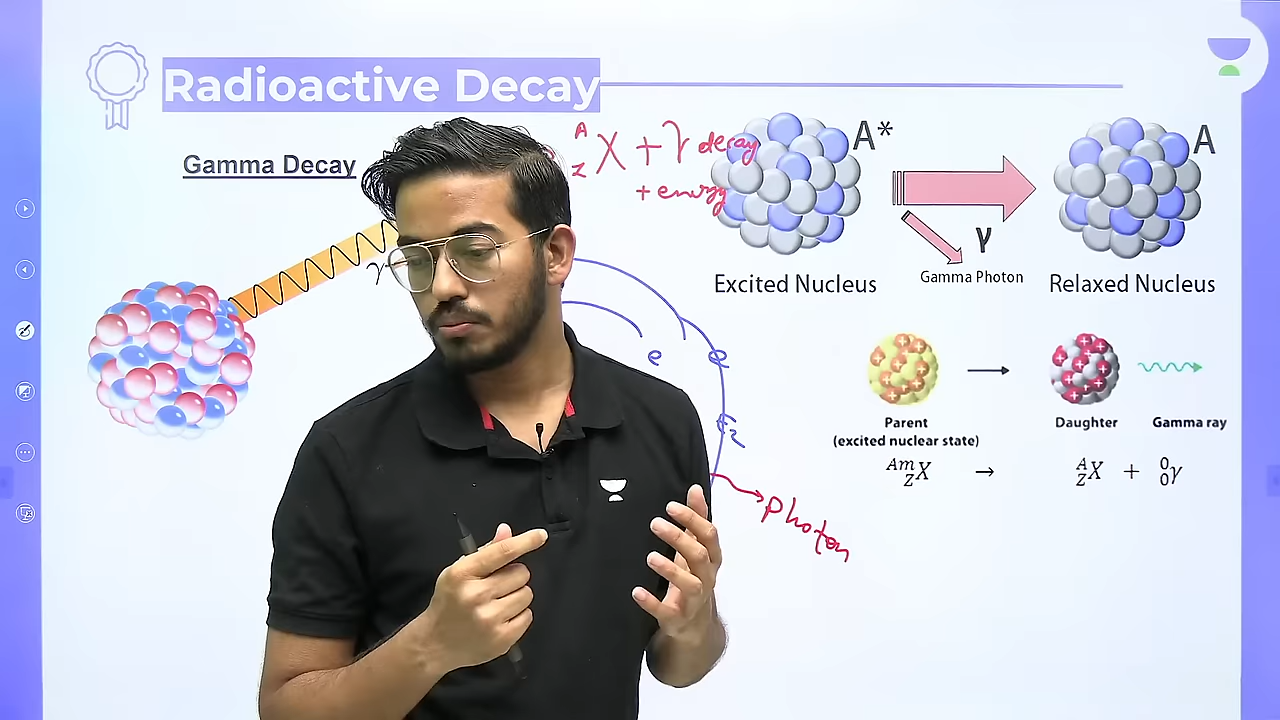 Radioactive Decay
Gamma Decay
A
Z X + γ decay
+ energy
A*
A
γ
Gamma Photon
Excited Nucleus
Relaxed Nucleus
γ
e
e
E2
Photon
Parent
(excited nuclear state)
Daughter
Gamma ray
Am
Z X → A
Z X + 0
0 γ